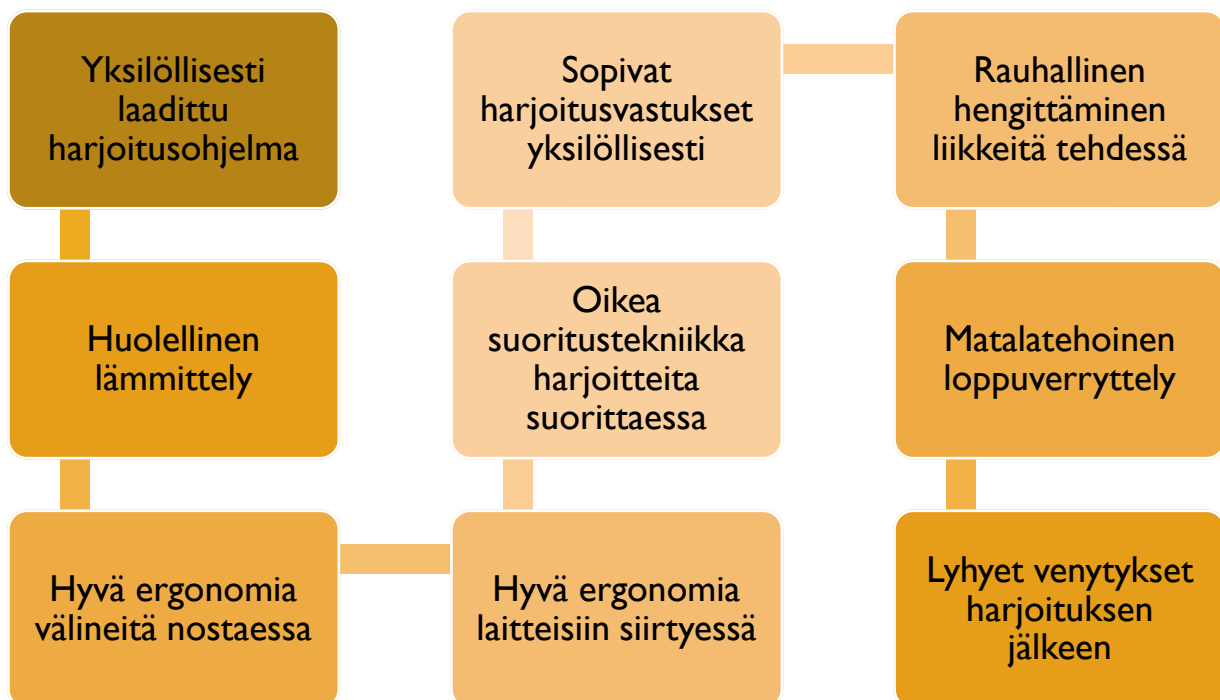 Yksilöllisesti
laadittu
harjoitusohjelma
Huolellinen
lämmittely
Hyvä ergonomia
välineitä nostaessa
Hyvä ergonomia
laitteisiin siirtyessä
Oikea
suoritustekniikka
harjoitteita
suorittaessa
Sopivat
harjoitusvastukset
yksilöllisesti
Rauhallinen
hengittäminen
liikkeitä tehdessä
Matalatehoinen
loppuverryttely
Lyhyet venytykset
harjoituksen
jälkeen